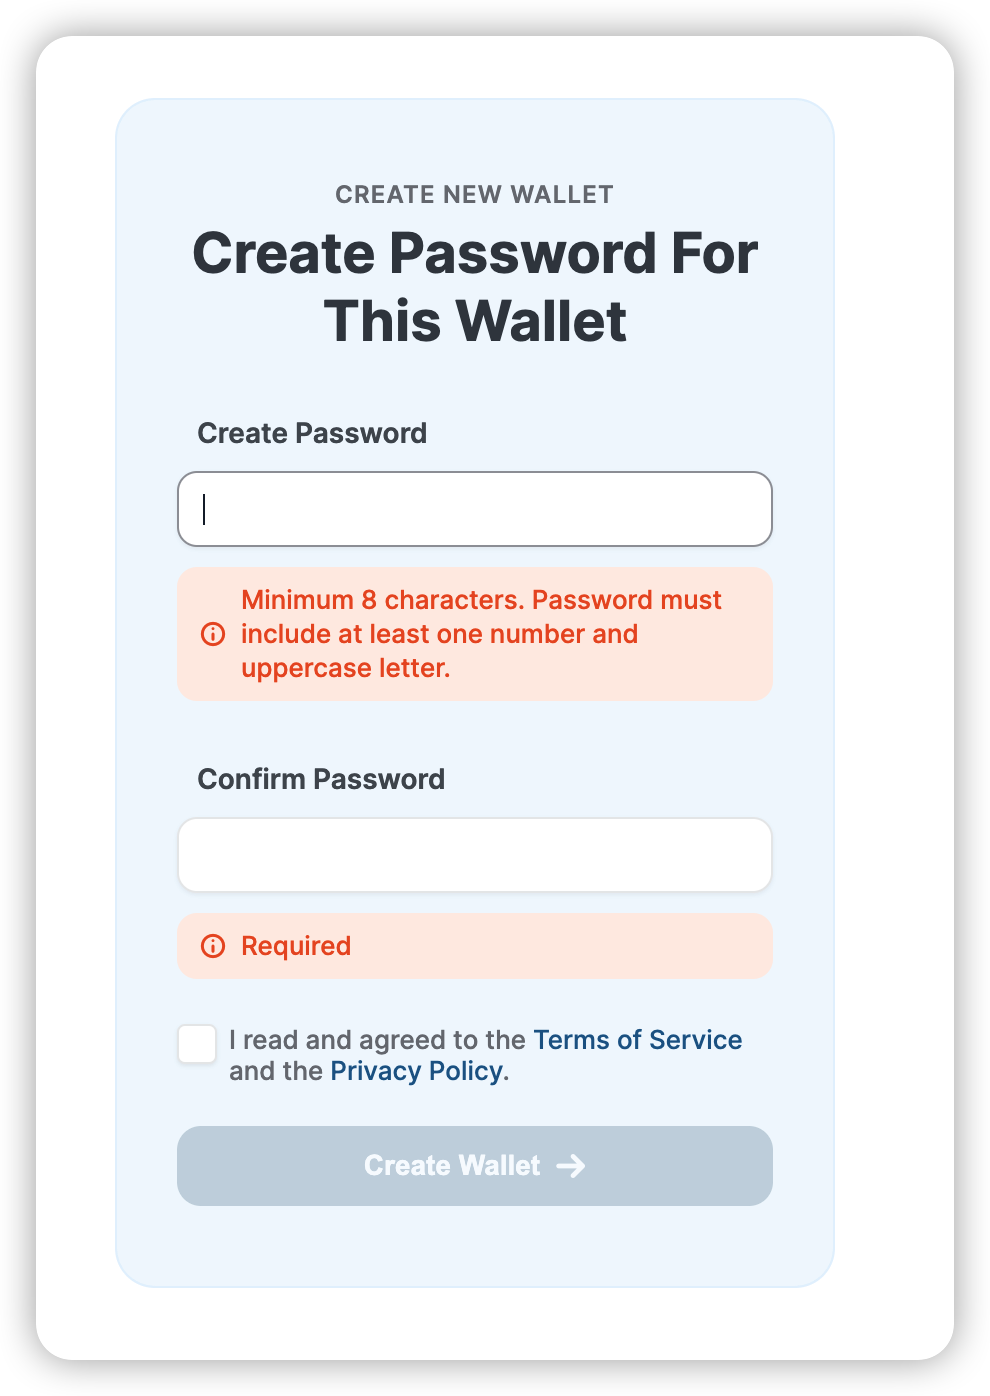 CREATE NEW WALLET
Create Password For
This Wallet
Create Password
Minimum 8 characters. Password must
include at least one number and
uppercase letter.
Confirm Password
Required
I read and agreed to the Terms of Service
and the Privacy Policy.
Create Wallet →